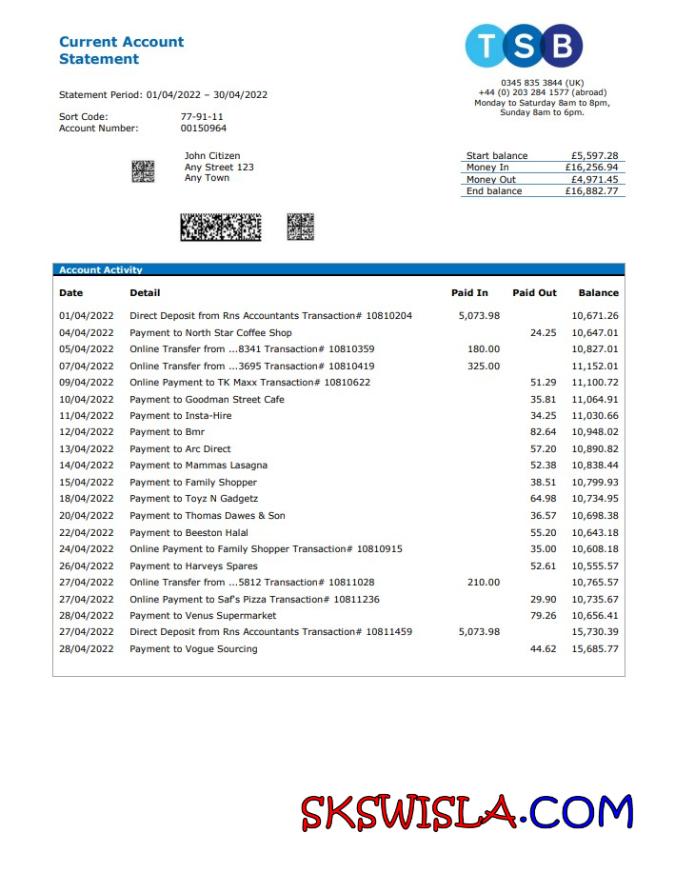 Current Account
Statement
TSB
0345 835 3844 (UK)
+44 (0) 203 284 1577 (abroad)
Monday to Saturday 8am to 8pm,
Sunday 8am to 6pm.
Statement Period: 01/04/2022 – 30/04/2022
Sort Code: 77-91-11
Account Number: 00150964
John Citizen
Any Street 123
Any Town
Start balance £5,597.28
Money In £16,256.94
Money Out £4,971.45
End balance £16,882.77
Account Activity
Date Detail Paid In Paid Out Balance
01/04/2022 Direct Deposit from Rns Accountants Transaction# 10810204 5,073.98 10,671.26
04/04/2022 Payment to North Star Coffee Shop 24.25 10,647.01
05/04/2022 Online Transfer from ...8341 Transaction# 10810359 180.00 10,827.01
07/04/2022 Online Transfer from ...3695 Transaction# 10810419 325.00 11,152.01
09/04/2022 Online Payment to TK Maxx Transaction# 10810622 51.29 11,100.72
10/04/2022 Payment to Goodman Street Cafe 35.81 11,064.91
11/04/2022 Payment to Insta-Hire 34.25 11,030.66
12/04/2022 Payment to Bmr 82.64 10,948.02
13/04/2022 Payment to Arc Direct 57.20 10,890.82
14/04/2022 Payment to Mammas Lasagna 52.38 10,838.44
15/04/2022 Payment to Family Shopper 38.51 10,799.93
18/04/2022 Payment to Toyz N Gadgetz 64.98 10,734.95
20/04/2022 Payment to Thomas Dawes & Son 36.57 10,698.38
22/04/2022 Payment to Beeston Halal 55.20 10,643.18
24/04/2022 Online Payment to Family Shopper Transaction# 10810915 35.00 10,608.18
26/04/2022 Payment to Harveys Spares 52.61 10,555.57
27/04/2022 Online Transfer from ...5812 Transaction# 10811028 210.00 10,765.57
27/04/2022 Online Payment to Saf's Pizza Transaction# 10811236 29.90 10,735.67
28/04/2022 Payment to Venus Supermarket 79.26 10,656.41
27/04/2022 Direct Deposit from Rns Accountants Transaction# 10811459 5,073.98 15,730.39
28/04/2022 Payment to Vogue Sourcing 44.62 15,685.77
SKSWISLA.COM